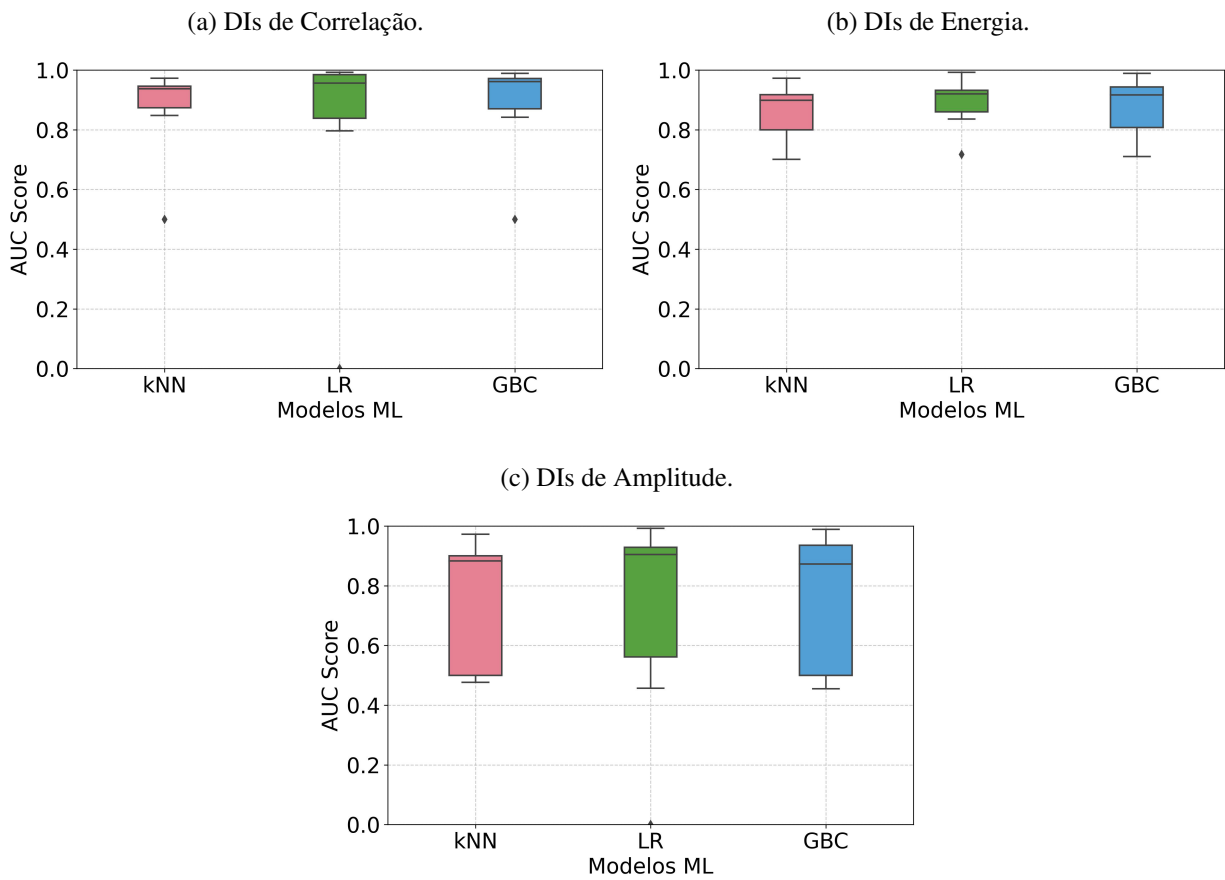 (a) DIs de Correlação.
1.0
0.8
0.6
0.4
0.2
0.0
AUC Score
kNN LR GBC
Modelos ML
(b) DIs de Energia.
1.0
0.8
0.6
0.4
0.2
0.0
AUC Score
kNN LR GBC
Modelos ML
(c) DIs de Amplitude.
1.0
0.8
0.6
0.4
0.2
0.0
AUC Score
kNN LR GBC
Modelos ML